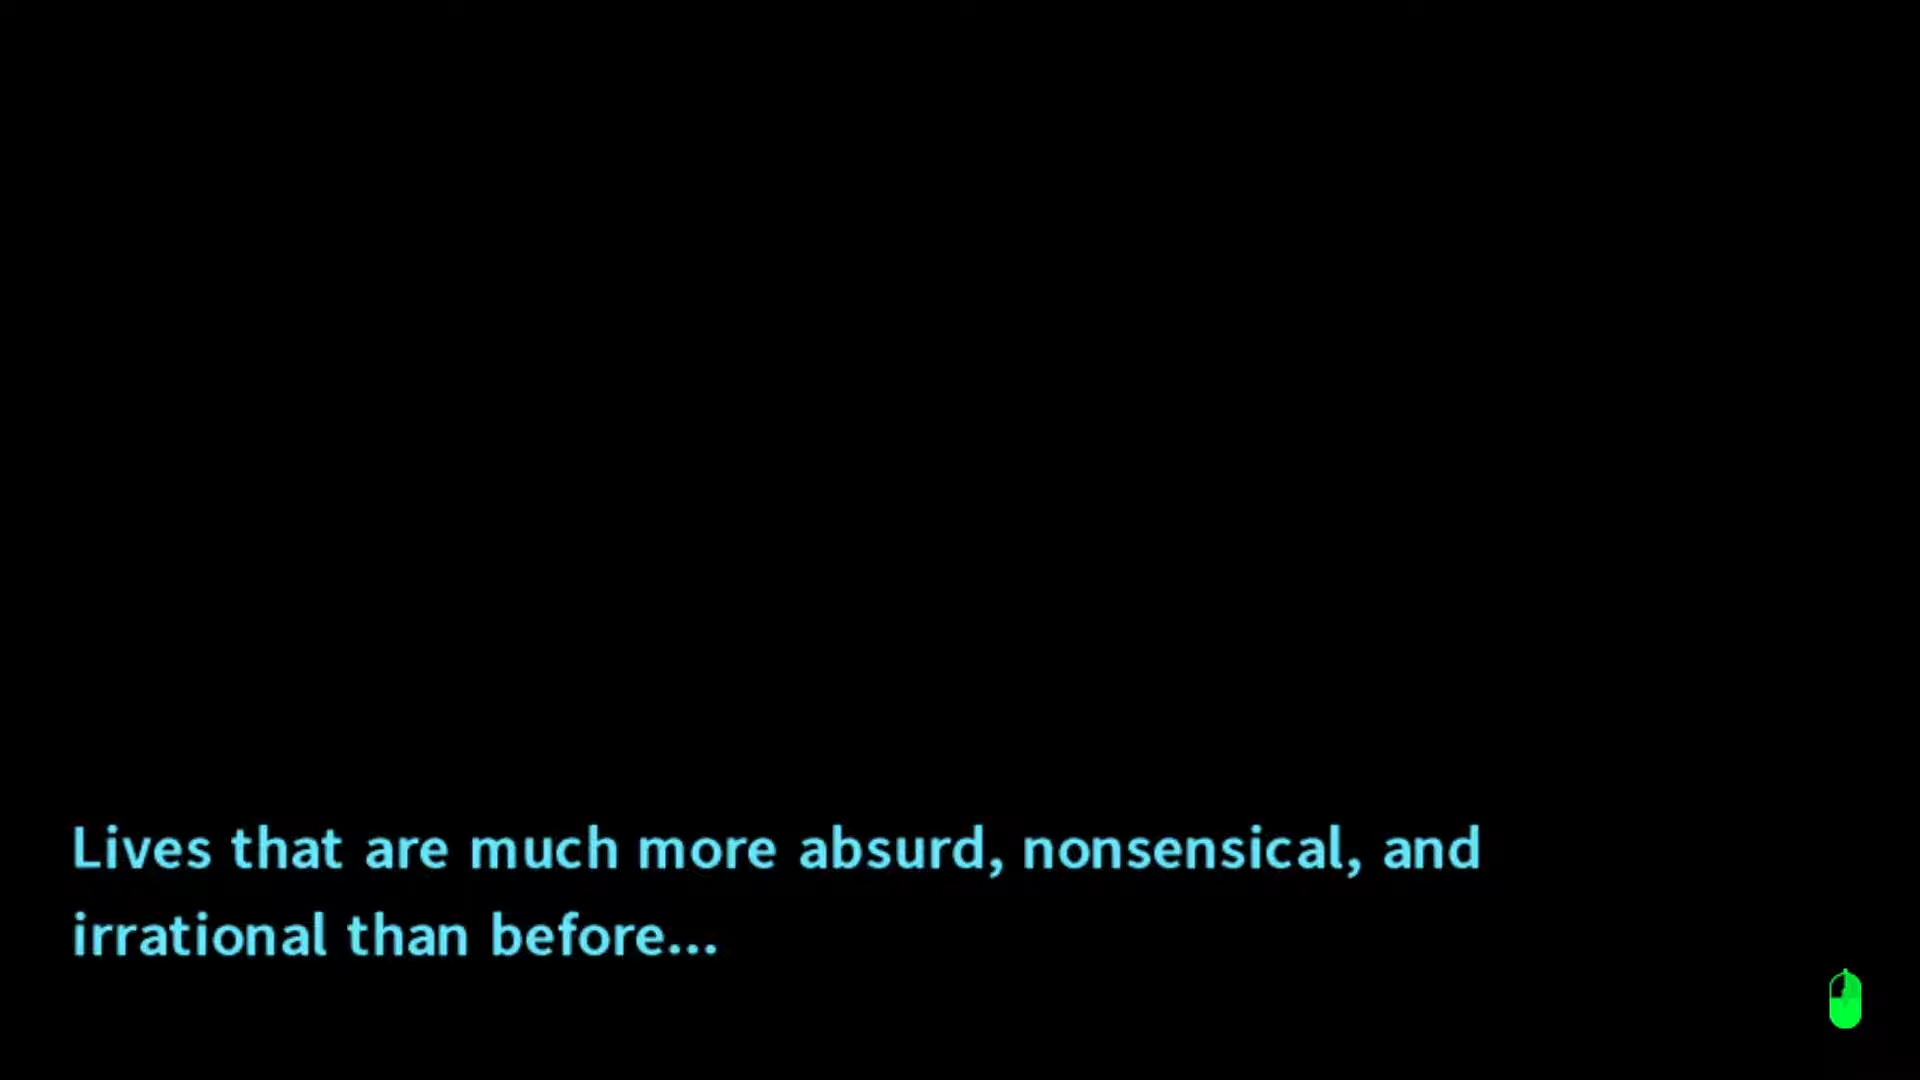 Lives that are much more absurd, nonsensical, and
irrational than before...